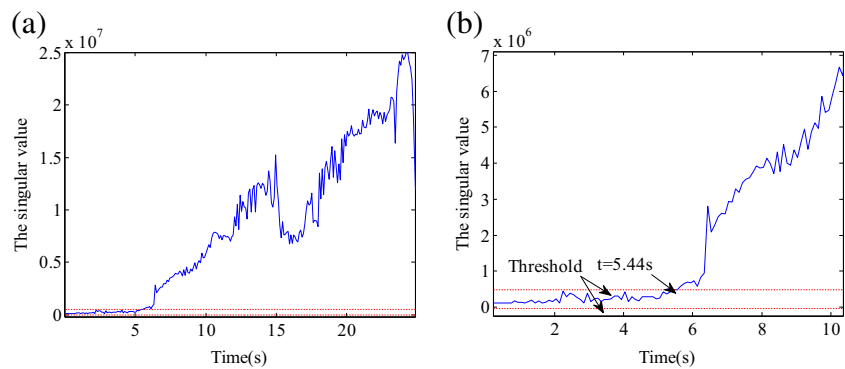 (a)
x 10^7
2.5
2
1.5
1
0.5
0
The singular value
5
10
15
20
Time(s)
(b)
x 10^6
7
6
5
4
3
2
1
0
The singular value
Threshold
t=5.44s
2
4
6
8
10
Time(s)